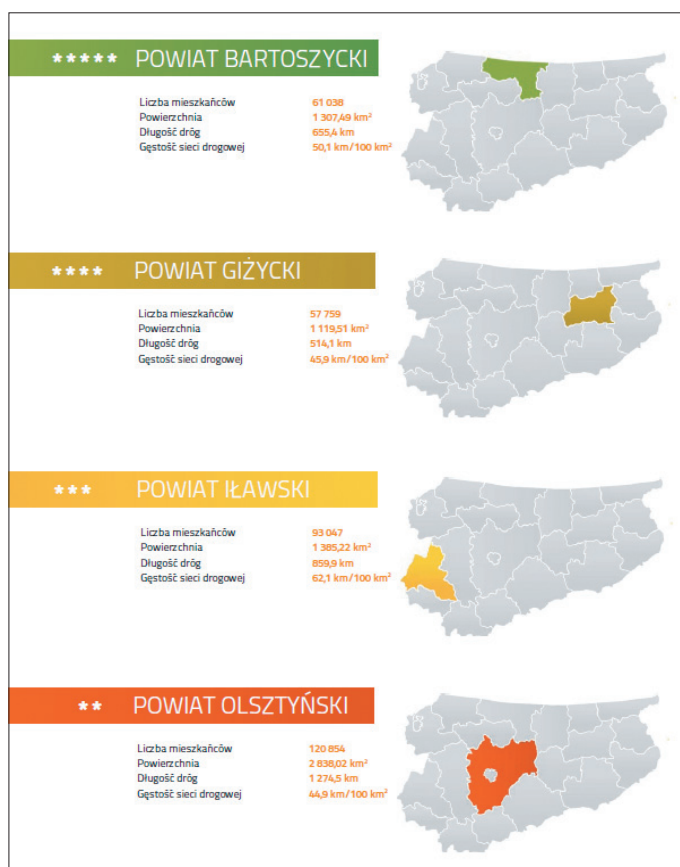 ***** POWIAT BARTOSZYCKI
Liczba mieszkańców 61 038
Powierzchnia 1 307,49 km²
Długość dróg 655,4 km
Gęstość sieci drogowej 50,1 km/100 km²
**** POWIAT GIŻYCKI
Liczba mieszkańców 57 759
Powierzchnia 1 119,51 km²
Długość dróg 514,1 km
Gęstość sieci drogowej 45,9 km/100 km²
*** POWIAT IŁAWSKI
Liczba mieszkańców 93 047
Powierzchnia 1 385,22 km²
Długość dróg 859,9 km
Gęstość sieci drogowej 62,1 km/100 km²
** POWIAT OLSZTYŃSKI
Liczba mieszkańców 120 854
Powierzchnia 2 838,02 km²
Długość dróg 1 274,5 km
Gęstość sieci drogowej 44,9 km/100 km²